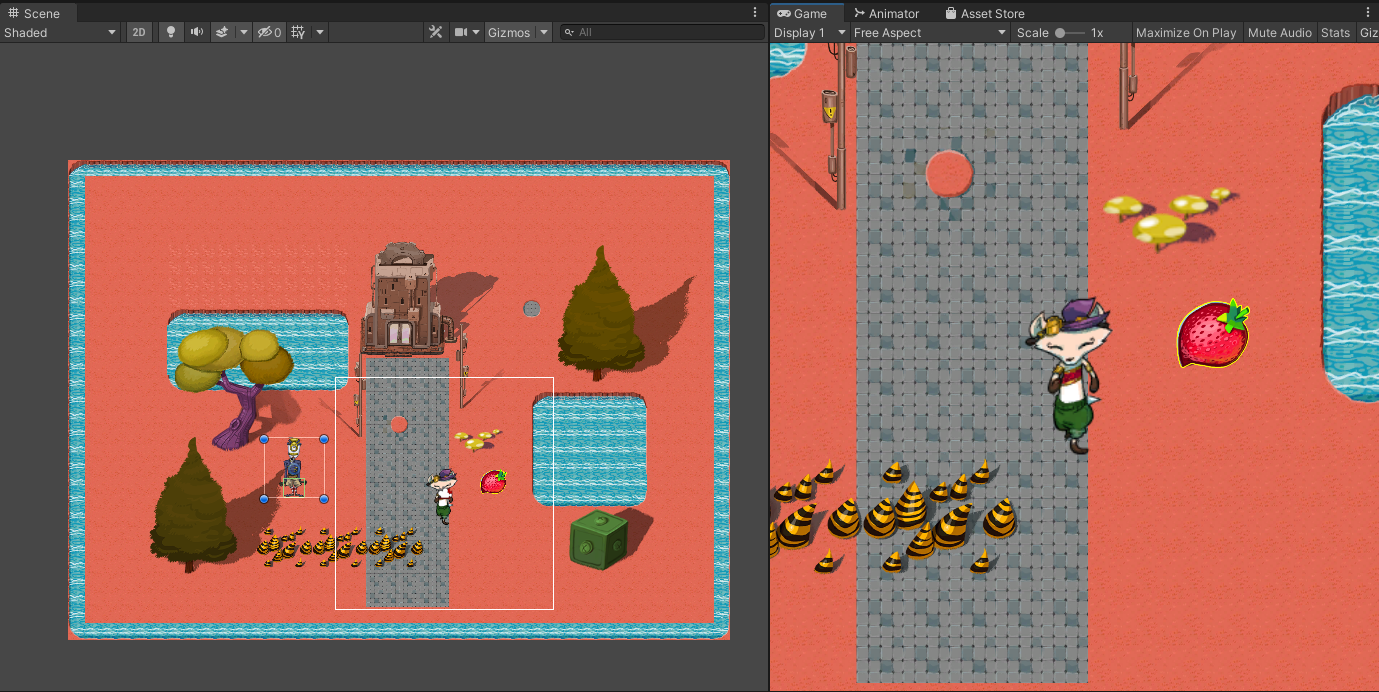 Scene
Shaded
2D
0
Gizmos
All
Game
Animator
Asset Store
Display 1
Free Aspect
Scale
1x
Maximize On Play
Mute Audio
Stats
Giz